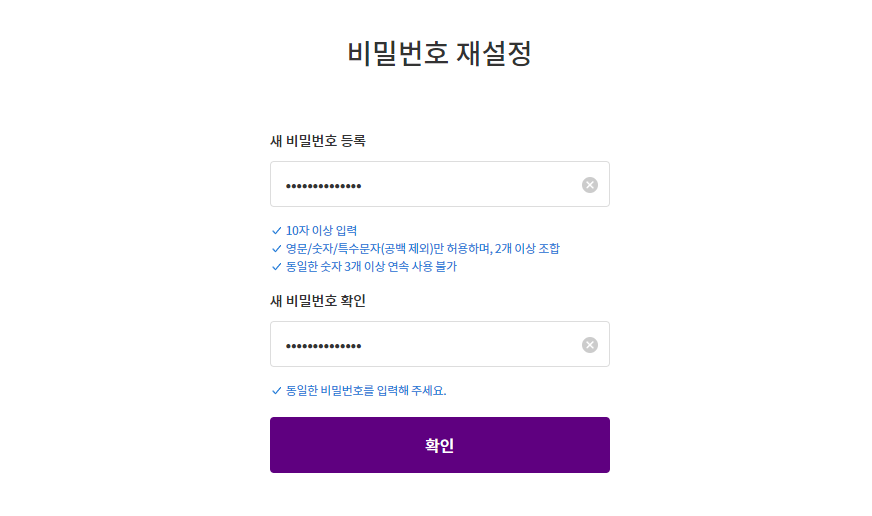 비밀번호 재설정
새 비밀번호 등록
••••••••••••••
10자 이상 입력
영문/숫자/특수문자(공백 제외)만 허용하며, 2개 이상 조합
동일한 숫자 3개 이상 연속 사용 불가
새 비밀번호 확인
••••••••••••••
동일한 비밀번호를 입력해 주세요.
확인